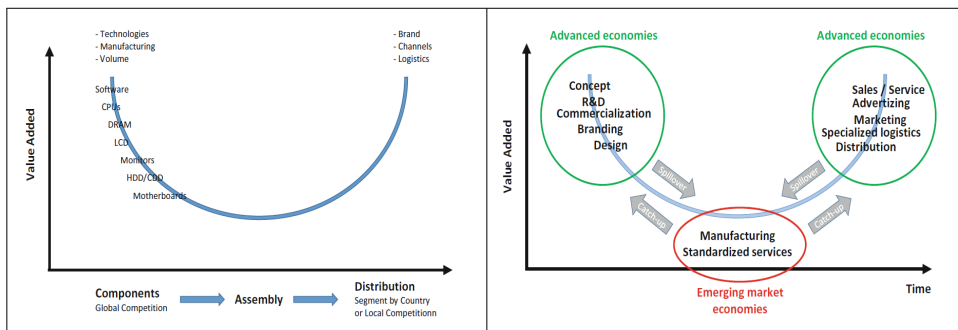 - Technologies
- Manufacturing
- Volume
- Brand
- Channels
- Logistics
Value Added
Software
CPUs
DRAM
LCD
Monitors
HDD/CDD
Motherboards
Components
Global Competition
Assembly
Distribution
Segment by Country
or Local Competitionn
Advanced economies
Advanced economies
Value Added
Concept
R&D
Commercialization
Branding
Design
Sales / Service
Advertizing
Marketing
Specialized logistics
Distribution
Spillover
Spillover
Catch-up
Catch-up
Manufacturing
Standardized services
Emerging market
economies
Time